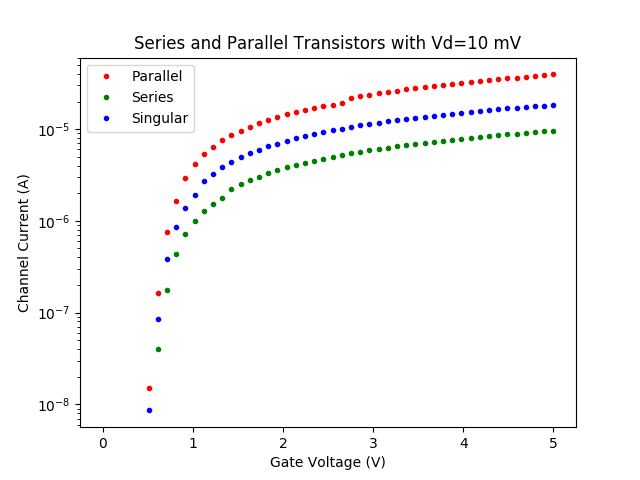 Series and Parallel Transistors with Vd=10 mV
Parallel
Series
Singular
10⁻⁵
10⁻⁶
10⁻⁷
10⁻⁸
Channel Current (A)
0 1 2 3 4 5
Gate Voltage (V)